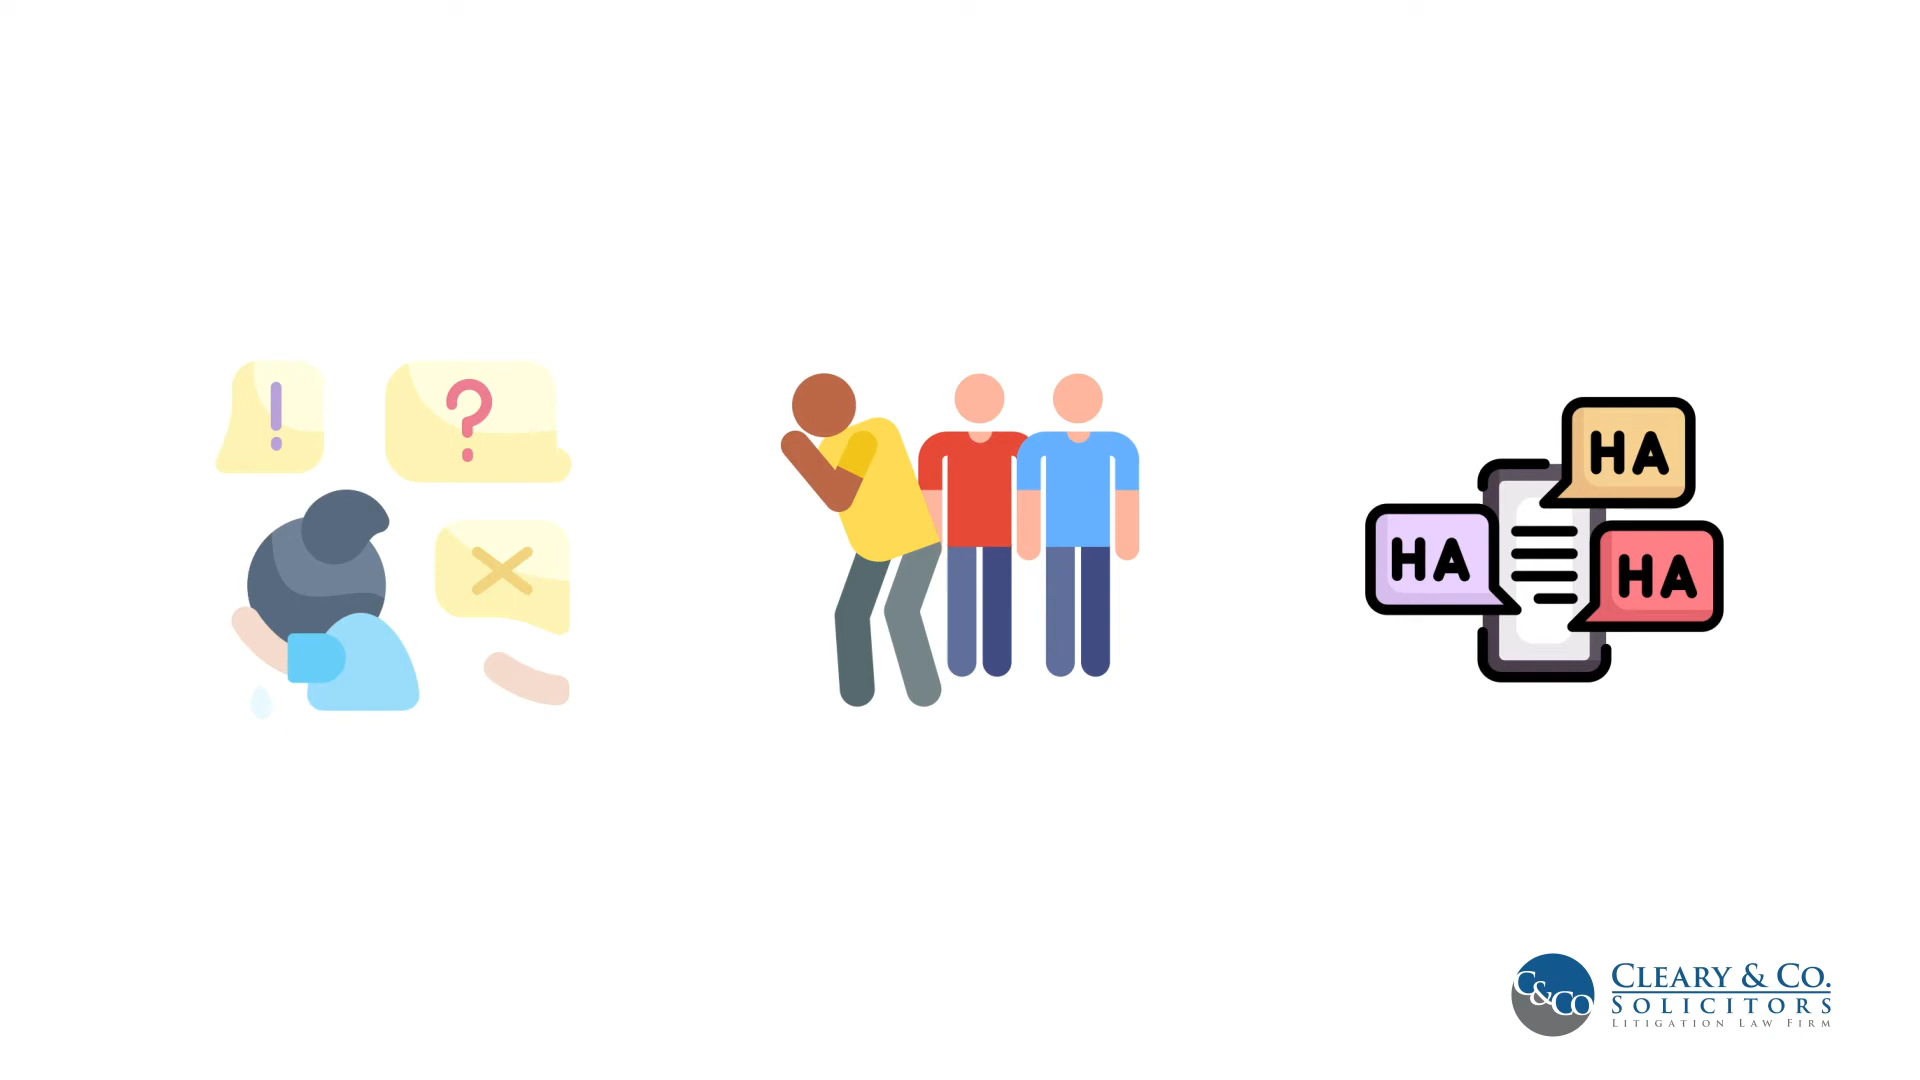 !
?
HA
HA
HA
C&CO
CLEARY & CO.
SOLICITORS
LITIGATION LAW FIRM